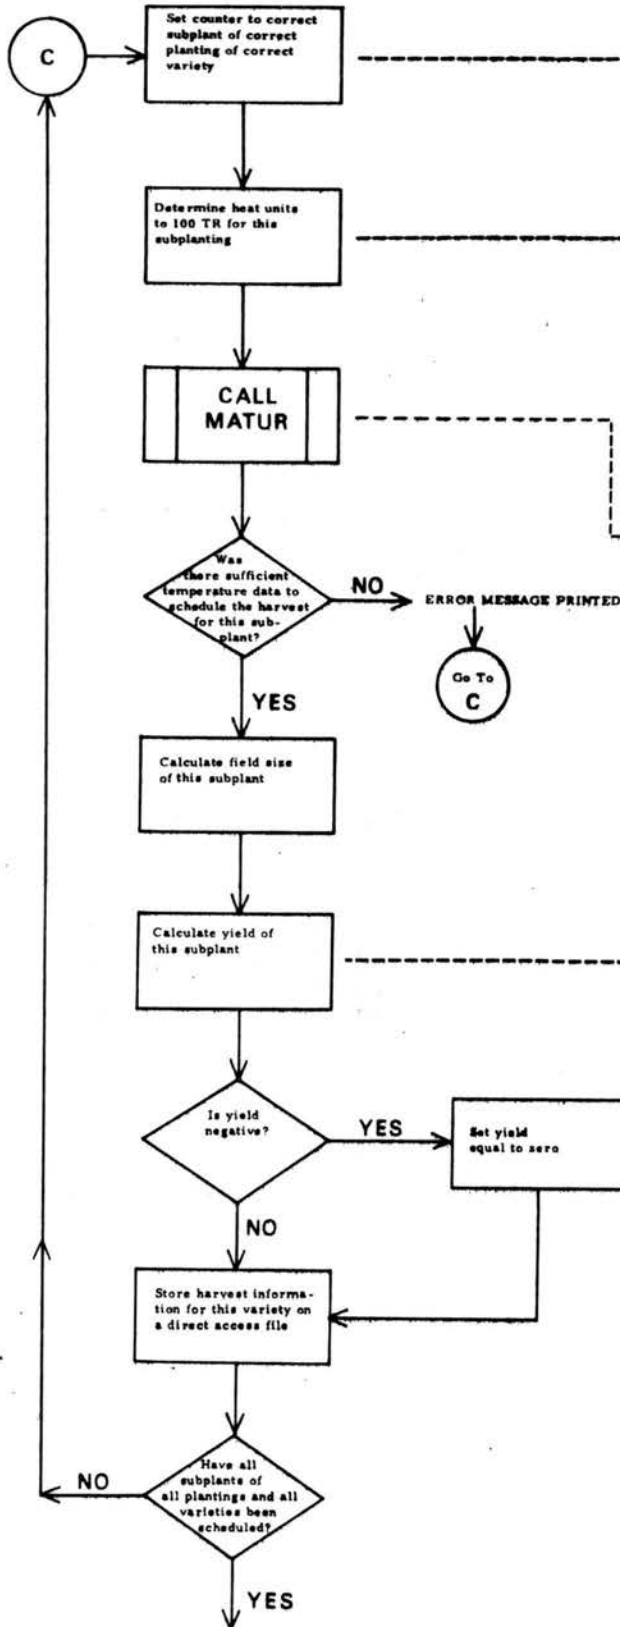 C
Set counter to correct
subplant of correct
planting of correct
variety
Determine heat units
to 100 TR for this
subplanting
CALL
MATUR
Was
there sufficient
temperature data to
schedule the harvest
for this sub-
plant?
NO
ERROR MESSAGE PRINTED
Go To
C
YES
Calculate field size
of this subplant
Calculate yield of
this subplant
Is yield
negative?
YES
Set yield
equal to zero
NO
Store harvest informa-
tion for this variety on
a direct access file
Have all
subplants of
all plantings and all
varieties been
scheduled?
NO
YES